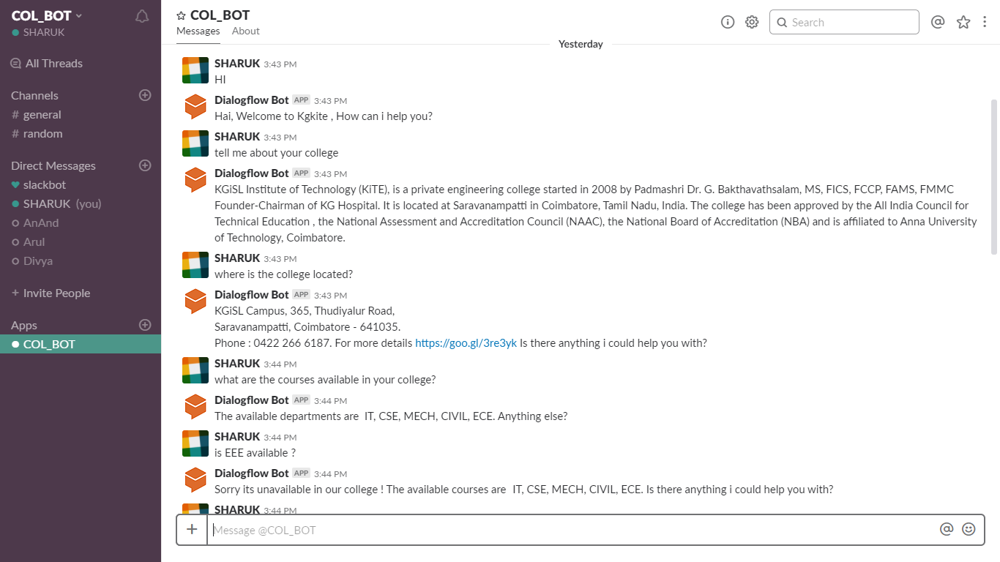 COL_BOT
SHARUK
All Threads
Channels
# general
# random
Direct Messages
slackbot
SHARUK (you)
AnAnd
Arul
Divya
+ Invite People
Apps
COL_BOT
COL_BOT
Messages About
Search
Yesterday
SHARUK 3:43 PM
HI
Dialogflow Bot APP 3:43 PM
Hai, Welcome to Kgkite , How can i help you?
SHARUK 3:43 PM
tell me about your college
Dialogflow Bot APP 3:43 PM
KGiSL Institute of Technology (KiTE), is a private engineering college started in 2008 by Padmashri Dr. G. Bakthavathsalam, MS, FICS, FCCP, FAMS, FMMC
Founder-Chairman of KG Hospital. It is located at Saravanampatti in Coimbatore, Tamil Nadu, India. The college has been approved by the All India Council for
Technical Education , the National Assessment and Accreditation Council (NAAC), the National Board of Accreditation (NBA) and is affiliated to Anna University
of Technology, Coimbatore.
SHARUK 3:43 PM
where is the college located?
Dialogflow Bot APP 3:43 PM
KGiSL Campus, 365, Thudiyalur Road,
Saravanampatti, Coimbatore - 641035.
Phone : 0422 266 6187. For more details https://goo.gl/3re3yk Is there anything i could help you with?
SHARUK 3:44 PM
what are the courses available in your college?
Dialogflow Bot APP 3:44 PM
The available departments are  IT, CSE, MECH, CIVIL, ECE. Anything else?
SHARUK 3:44 PM
is EEE available ?
Dialogflow Bot APP 3:44 PM
Sorry its unavailable in our college ! The available courses are  IT, CSE, MECH, CIVIL, ECE. Is there anything i could help you with?
SHARUK 3:44 PM
Message @COL_BOT